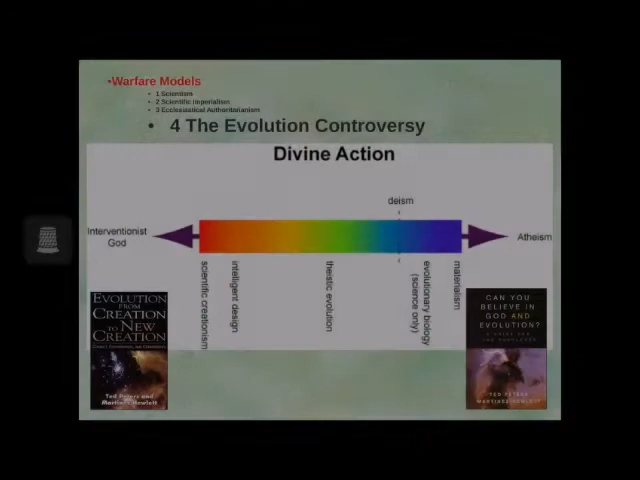 •Warfare Models
• 1 Scientism
• 2 Scientific Imperialism
• 3 Ecclesiastical Authoritarianism
• 4 The Evolution Controversy
Divine Action
deism
Interventionist
God
Atheism
scientific creationism
intelligent design
theistic evolution
evolutionary biology
(science only)
materialism
EVOLUTION
FROM
CREATION
TO NEW
CREATION
Ted Peters and
Martinez Hewlett
CAN YOU
BELIEVE IN
GOD AND
EVOLUTION?
TED PETERS
MARTINEZ HEWLETT